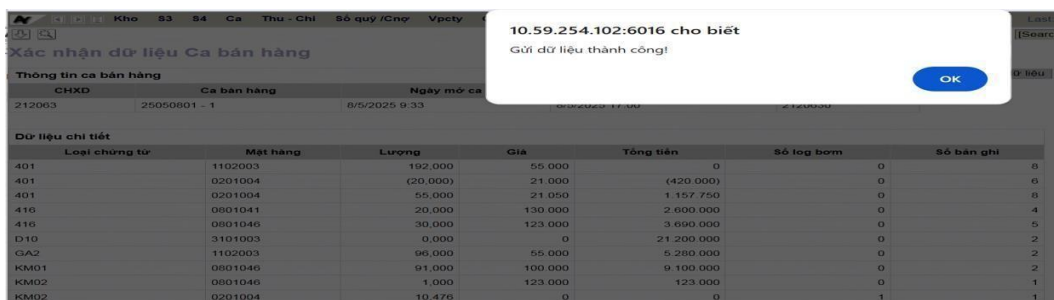 Kho S3 S4 Ca Thu - Chi Sổ quỹ /Cnợ Vpcty
10.59.254.102:6016 cho biết
Gửi dữ liệu thành công!
OK
Xác nhận dữ liệu Ca bán hàng
Thông tin ca bán hàng
CHXD Ca bán hàng Ngày mở ca
212063 25050801 - 1 8/5/2025 9:33 8/5/2025 17:00 2120630
Dữ liệu chi tiết
Loại chứng từ Mặt hàng Lượng Giá Tổng tiền Số log bơm Số bản ghi
401 1102003 192,000 55.000 0 0 8
401 0201004 (20,000) 21.000 (420.000) 0 6
401 0201004 55,000 21.050 1.157.750 0 8
416 0801041 20,000 130.000 2.600.000 0 4
416 0801046 30,000 123.000 3.690.000 0 5
D10 3101003 0,000 0 21.200.000 0 2
GA2 1102003 96,000 55.000 5.280.000 0 2
KM01 0801046 91,000 100.000 9.100.000 0 2
KM02 0801046 1,000 123.000 123.000 0 1
KM02 0201004 10,476 0 0 1 1